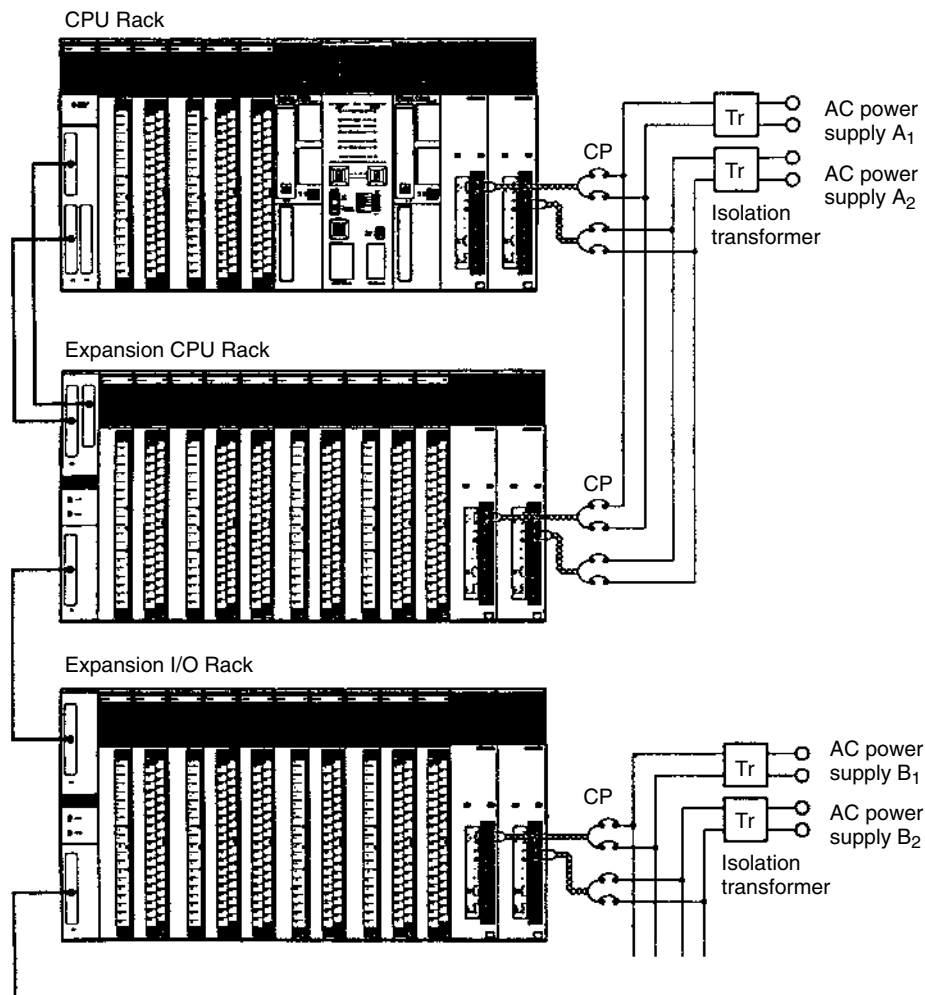 CPU Rack
CP
Tr
AC power
supply A₁
Tr
AC power
supply A₂
Isolation
transformer
Expansion CPU Rack
CP
Expansion I/O Rack
CP
Tr
AC power
supply B₁
Tr
AC power
supply B₂
Isolation
transformer